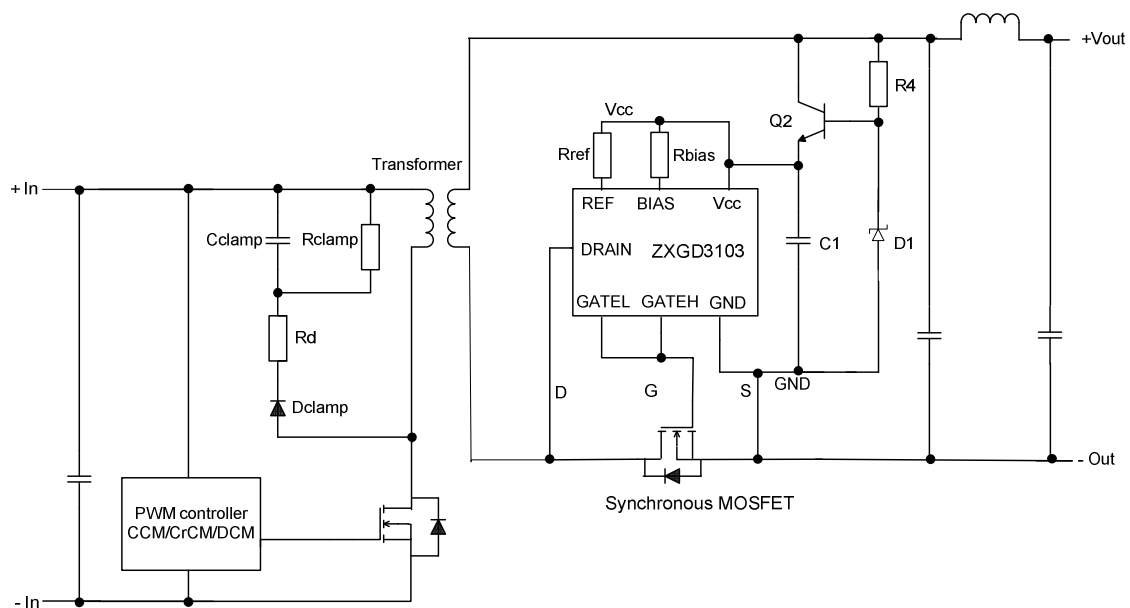 +Vout
R4
Q2
Vcc
Rref
Rbias
Transformer
+ In
REF
BIAS
Vcc
Cclamp
Rclamp
DRAIN
ZXGD3103
C1
D1
GATEL
GATEH
GND
Rd
D
G
S
GND
Dclamp
- Out
Synchronous MOSFET
PWM controller
CCM/CrCM/DCM
- In